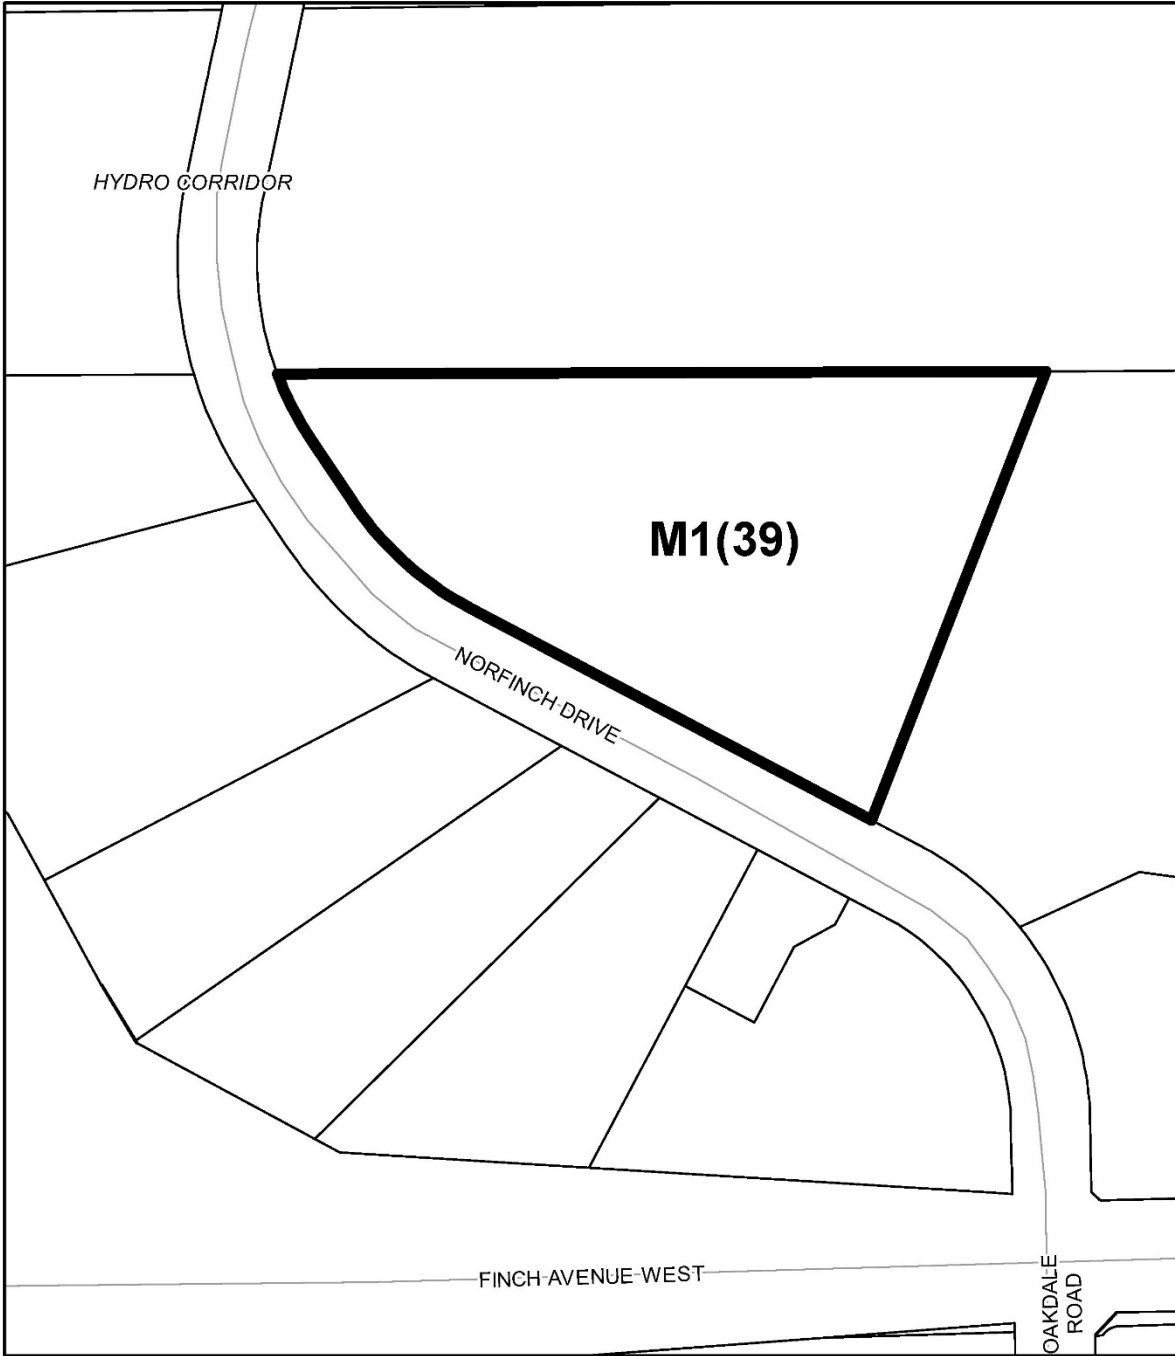 HYDRO CORRIDOR
M1(39)
NORFINCH DRIVE
FINCH AVENUE WEST
OAKDALE
ROAD